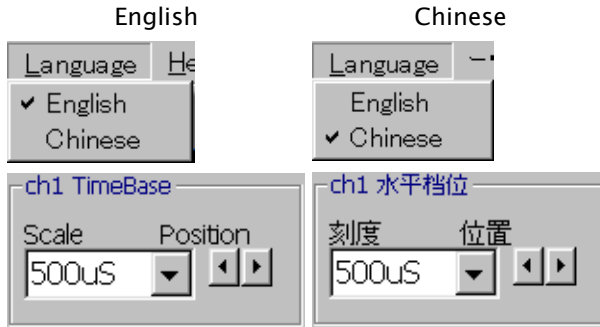 English Chinese
Language He Language
✔ English English
Chinese ✔ Chinese
ch1 TimeBase ch1 水平档位
Scale Position 刻度 位置
500uS 500uS